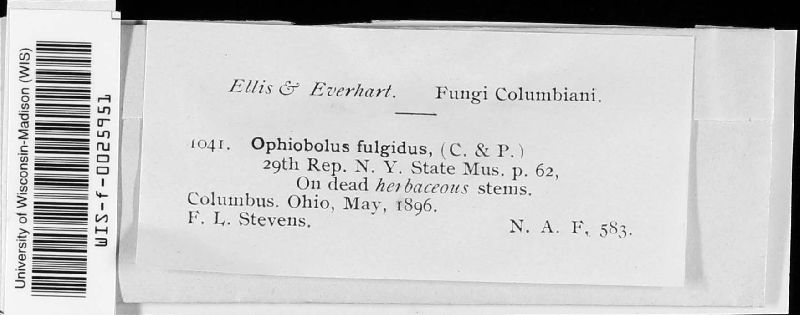 University of Wisconsin-Madison (WIS)
WIS-f-0025951
Ellis & Everhart. Fungi Columbiani.
1041. Ophiobolus fulgidus, (C. & P.)
29th Rep. N. Y. State Mus. p. 62,
On dead herbaceous stems.
Columbus. Ohio, May, 1896.
F. L. Stevens.
N. A. F, 583.